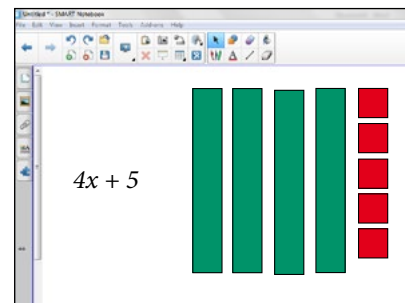 Untitled * - SMART Notebook
File Edit View Insert Format Tools Add-ons Help
4x + 5